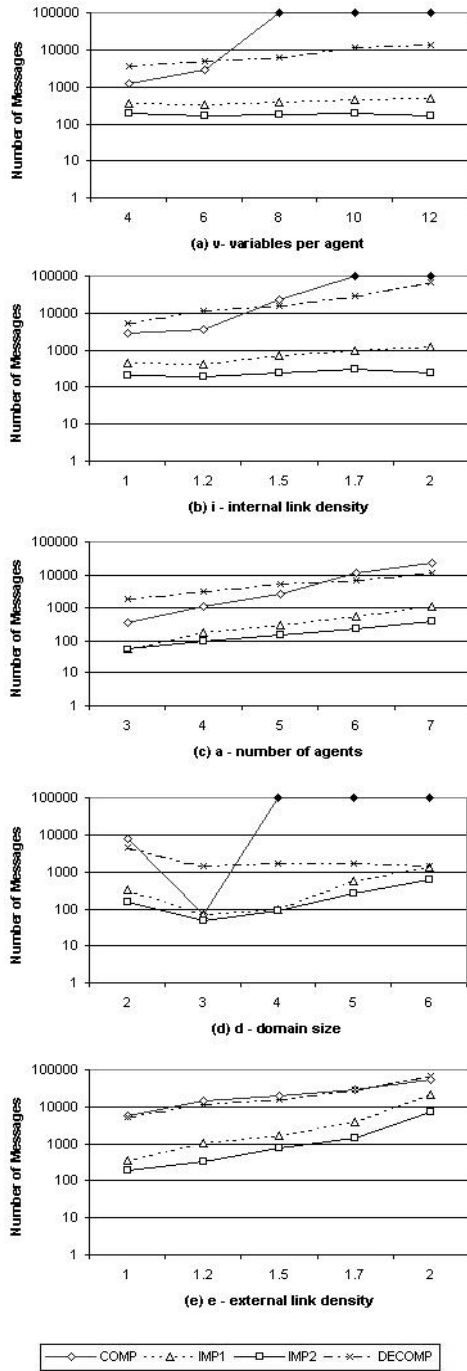 100000
10000
1000
100
10
1
Number of Messages
4 6 8 10 12
(a) v- variables per agent
100000
10000
1000
100
10
1
Number of Messages
1 1.2 1.5 1.7 2
(b) i - internal link density
100000
10000
1000
100
10
1
Number of Messages
3 4 5 6 7
(c) a - number of agents
100000
10000
1000
100
10
1
Number of Messages
2 3 4 5 6
(d) d - domain size
100000
10000
1000
100
10
1
Number of Messages
1 1.2 1.5 1.7 2
(e) e - external link density
COMP IMP1 IMP2 DECOMP